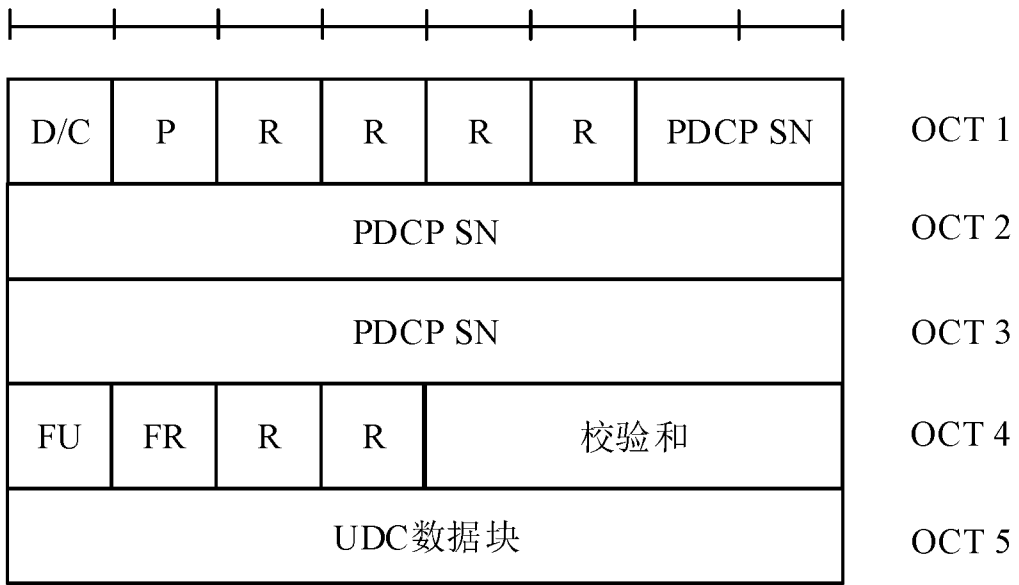 D/C P R R R R PDCP SN OCT 1
PDCP SN OCT 2
PDCP SN OCT 3
FU FR R R 校验和 OCT 4
UDC数据块 OCT 5